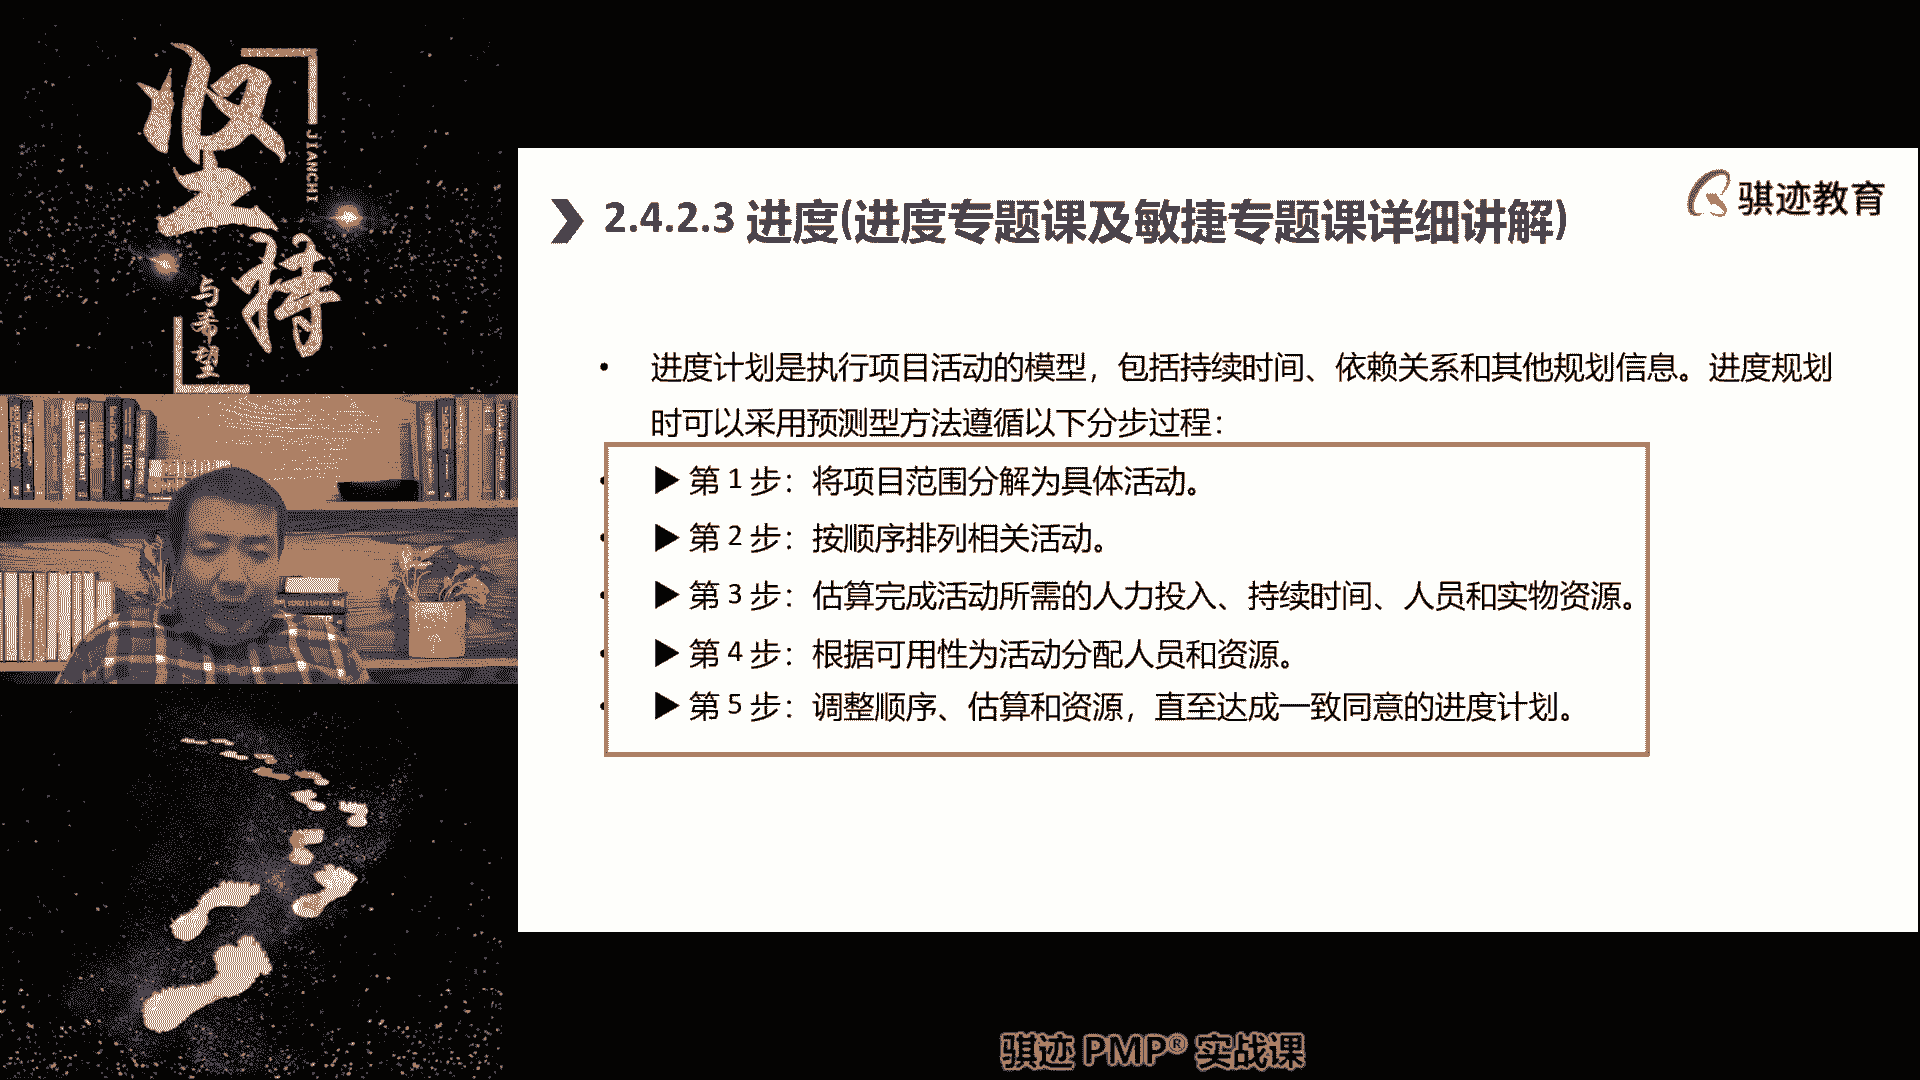 坚持
JIANCHI
与希望
骐迹教育
2.4.2.3 进度(进度专题课及敏捷专题课详细讲解)
• 进度计划是执行项目活动的模型，包括持续时间、依赖关系和其他规划信息。进度规划
时可以采用预测型方法遵循以下分步过程：
▶ 第 1 步：将项目范围分解为具体活动。
▶ 第 2 步：按顺序排列相关活动。
▶ 第 3 步：估算完成活动所需的人力投入、持续时间、人员和实物资源。
▶ 第 4 步：根据可用性为活动分配人员和资源。
▶ 第 5 步：调整顺序、估算和资源，直至达成一致同意的进度计划。
骐迹 PMP® 实战课